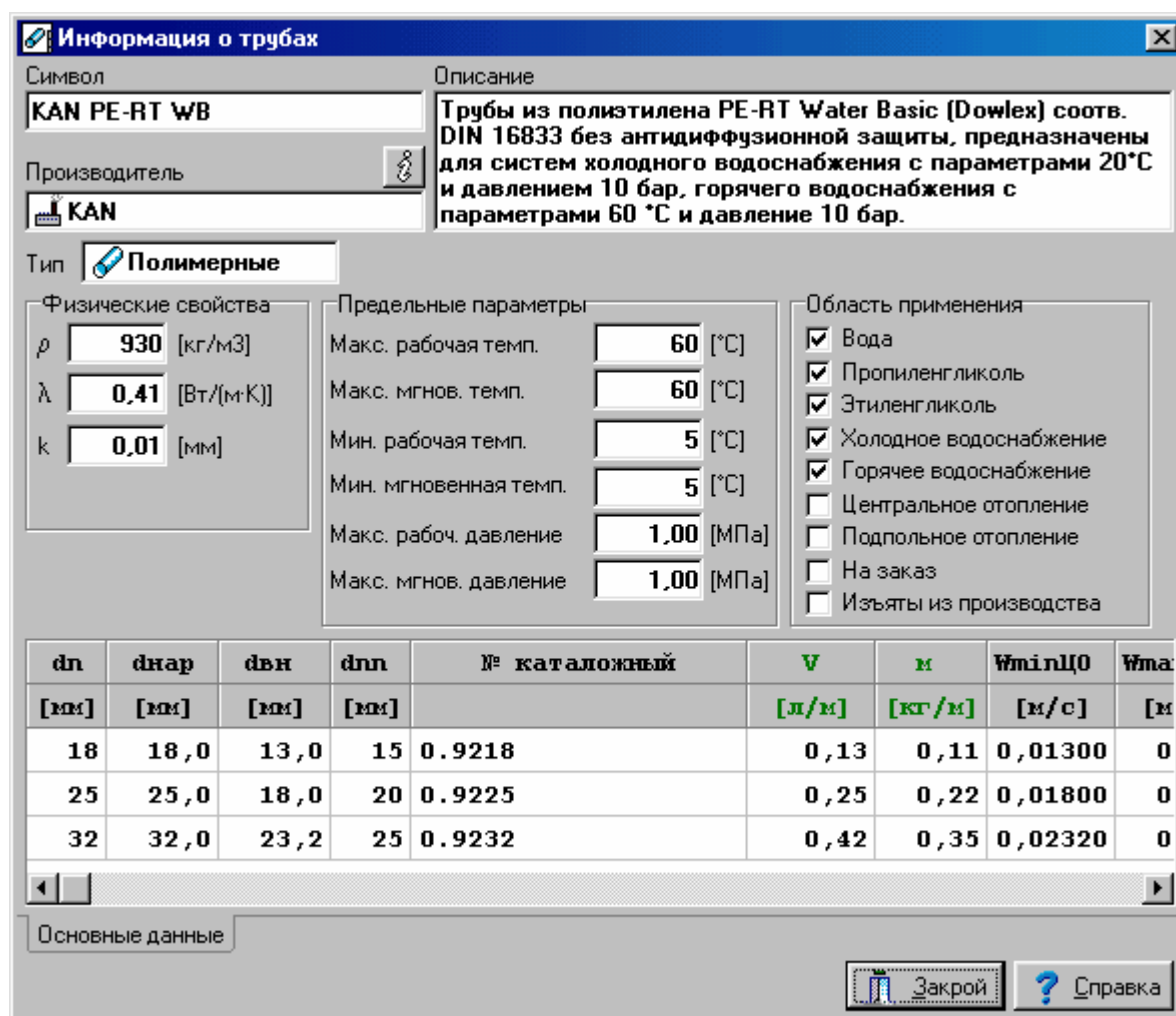 Информация о трубах
Символ
KAN PE-RT WB
Описание
Трубы из полиэтилена PE-RT Water Basic (Dowlex) соотв.
DIN 16833 без антидиффузионной защиты, предназначены
для систем холодного водоснабжения с параметрами 20°C
и давлением 10 бар, горячего водоснабжения с
параметрами 60 °C и давление 10 бар.
Производитель
KAN
Тип Полимерные
Физические свойства
ρ 930 [кг/м3]
λ 0,41 [Вт/(м·К)]
k 0,01 [мм]
Предельные параметры
Макс. рабочая темп. 60 [°C]
Макс. мгнов. темп. 60 [°C]
Мин. рабочая темп. 5 [°C]
Мин. мгновенная темп. 5 [°C]
Макс. рабоч. давление 1,00 [МПа]
Макс. мгнов. давление 1,00 [МПа]
Область применения
Вода
Пропиленгликоль
Этиленгликоль
Холодное водоснабжение
Горячее водоснабжение
Центральное отопление
Подпольное отопление
На заказ
Изъяты из производства
dn dнар dвн dпп № каталожный V м WminЦО Wma
[мм] [мм] [мм] [мм] [л/м] [кг/м] [м/с] [м
18 18,0 13,0 15 0.9218 0,13 0,11 0,01300 0
25 25,0 18,0 20 0.9225 0,25 0,22 0,01800 0
32 32,0 23,2 25 0.9232 0,42 0,35 0,02320 0
Основные данные
Закрой
Справка